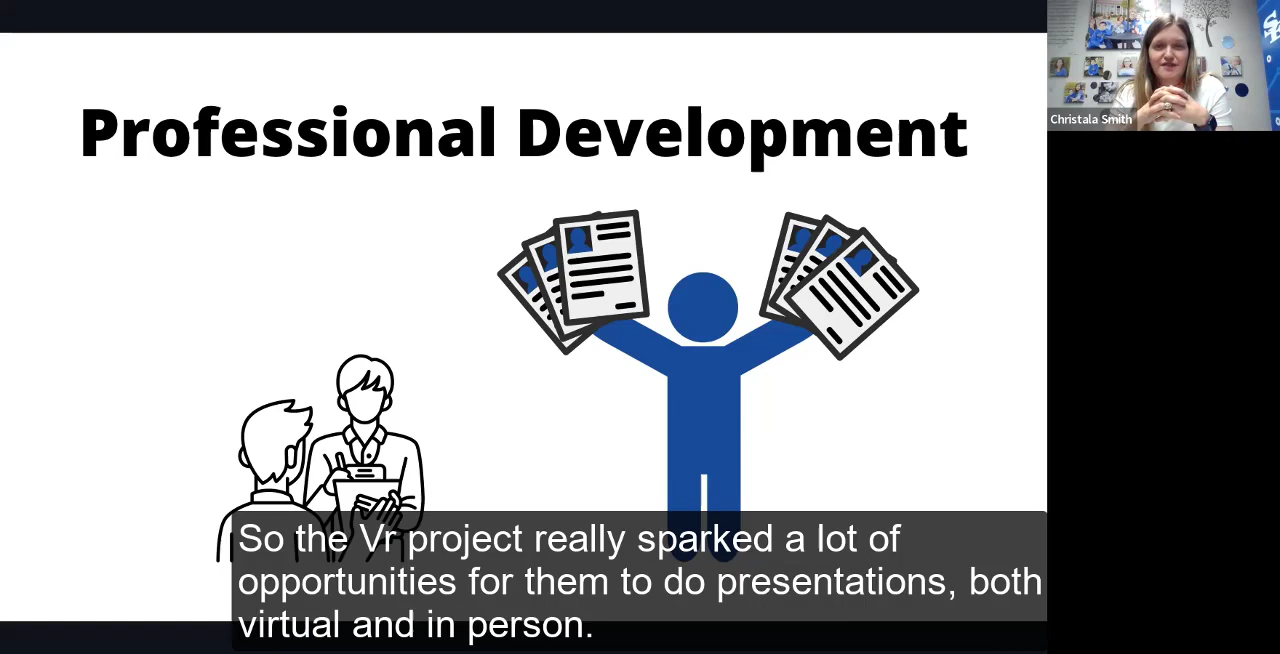 Professional Development
Christala Smith
So the Vr project really sparked a lot of
opportunities for them to do presentations, both
virtual and in person.